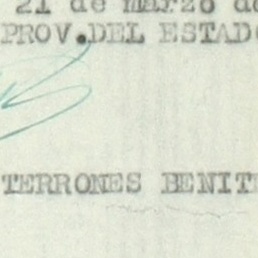 21 de marzo de
PROV.DEL ESTADO
TERRONES BENIT